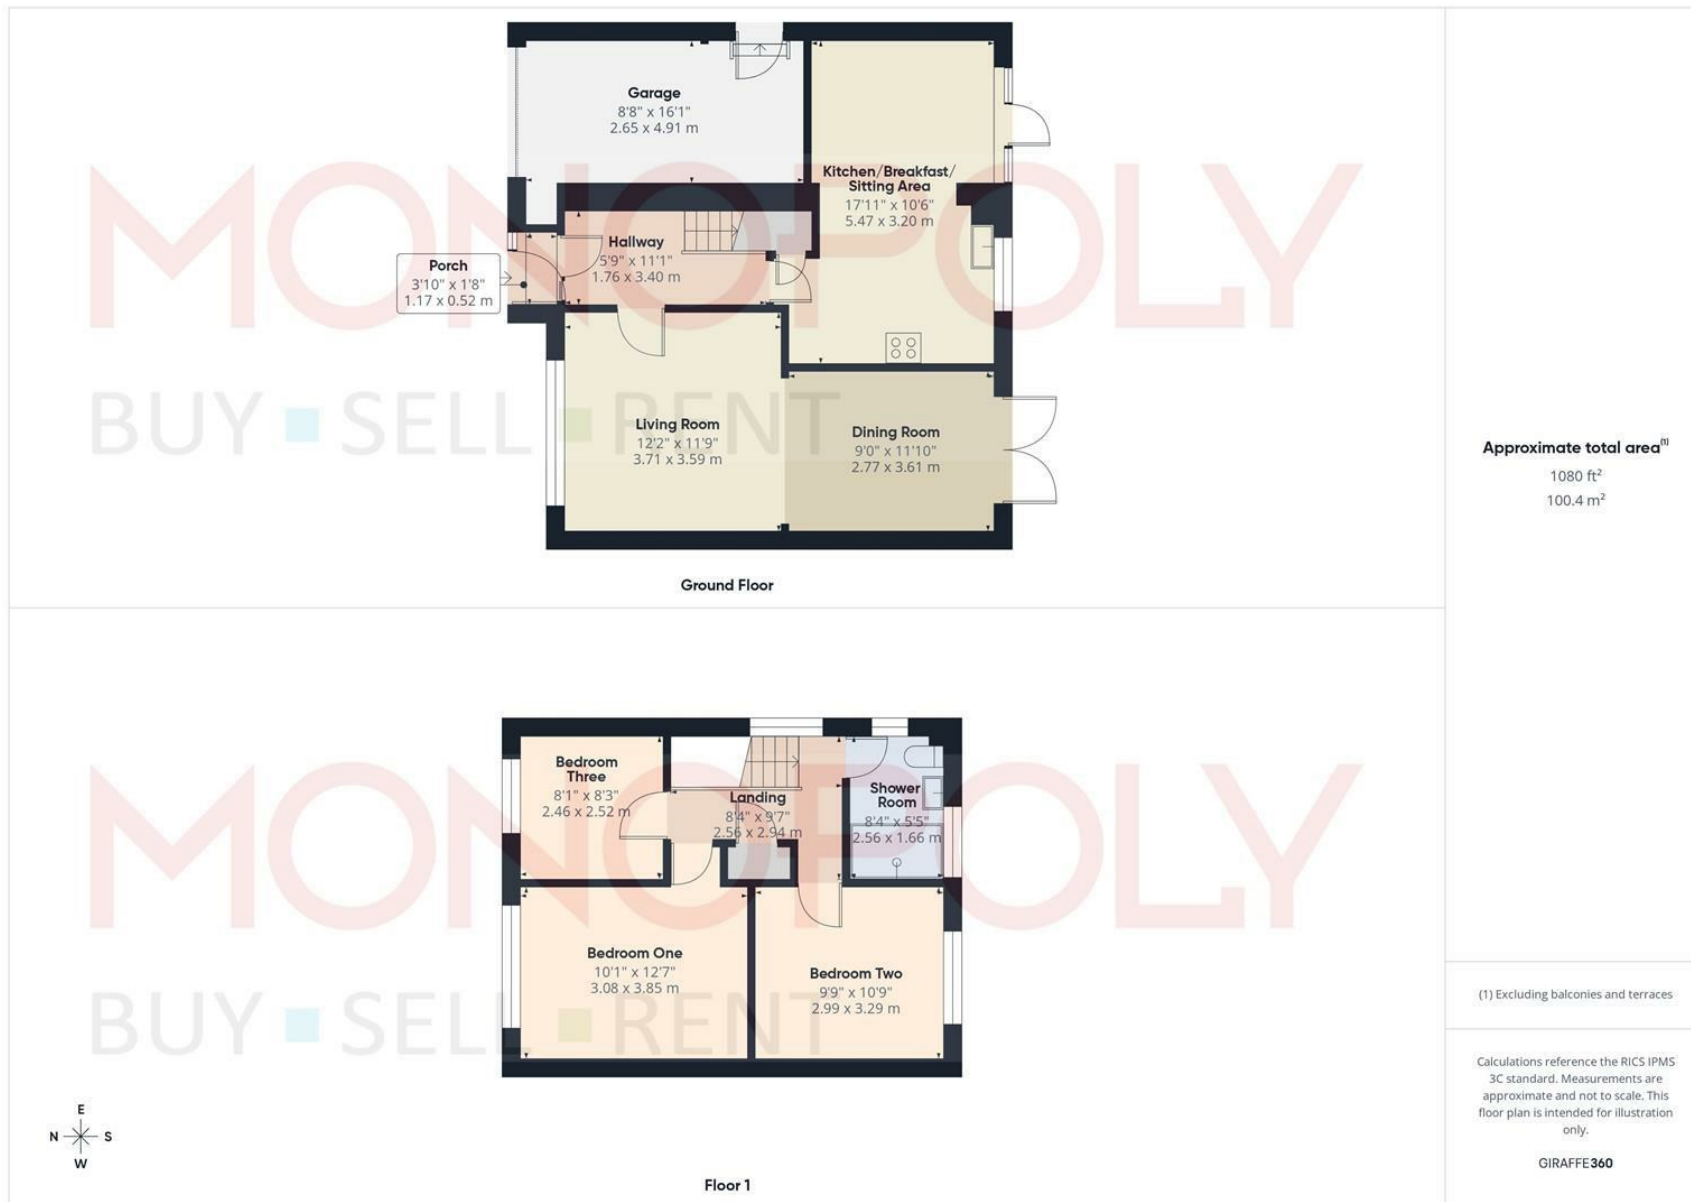 Garage
8'8" x 16'1"
2.65 x 4.91 m
Kitchen/Breakfast/
Sitting Area
17'11" x 10'6"
5.47 x 3.20 m
Hallway
5'9" x 11'1"
1.76 x 3.40 m
Porch
3'10" x 1'8"
1.17 x 0.52 m
MONOPOLY
BUY SELL RENT
Living Room
12'2" x 11'9"
3.71 x 3.59 m
Dining Room
9'0" x 11'10"
2.77 x 3.61 m
Ground Floor
Approximate total area(1)
1080 ft²
100.4 m²
Bedroom
Three
8'1" x 8'3"
2.46 x 2.52 m
Landing
8'4" x 9'7"
2.56 x 2.94 m
Shower
Room
8'4" x 5'5"
2.56 x 1.66 m
MONOPOLY
BUY SELL RENT
Bedroom One
10'1" x 12'7"
3.08 x 3.85 m
Bedroom Two
9'9" x 10'9"
2.99 x 3.29 m
E
N S
W
Floor 1
(1) Excluding balconies and terraces
Calculations reference the RICS IPMS
3C standard. Measurements are
approximate and not to scale. This
floor plan is intended for illustration
only.
GIRAFFE360